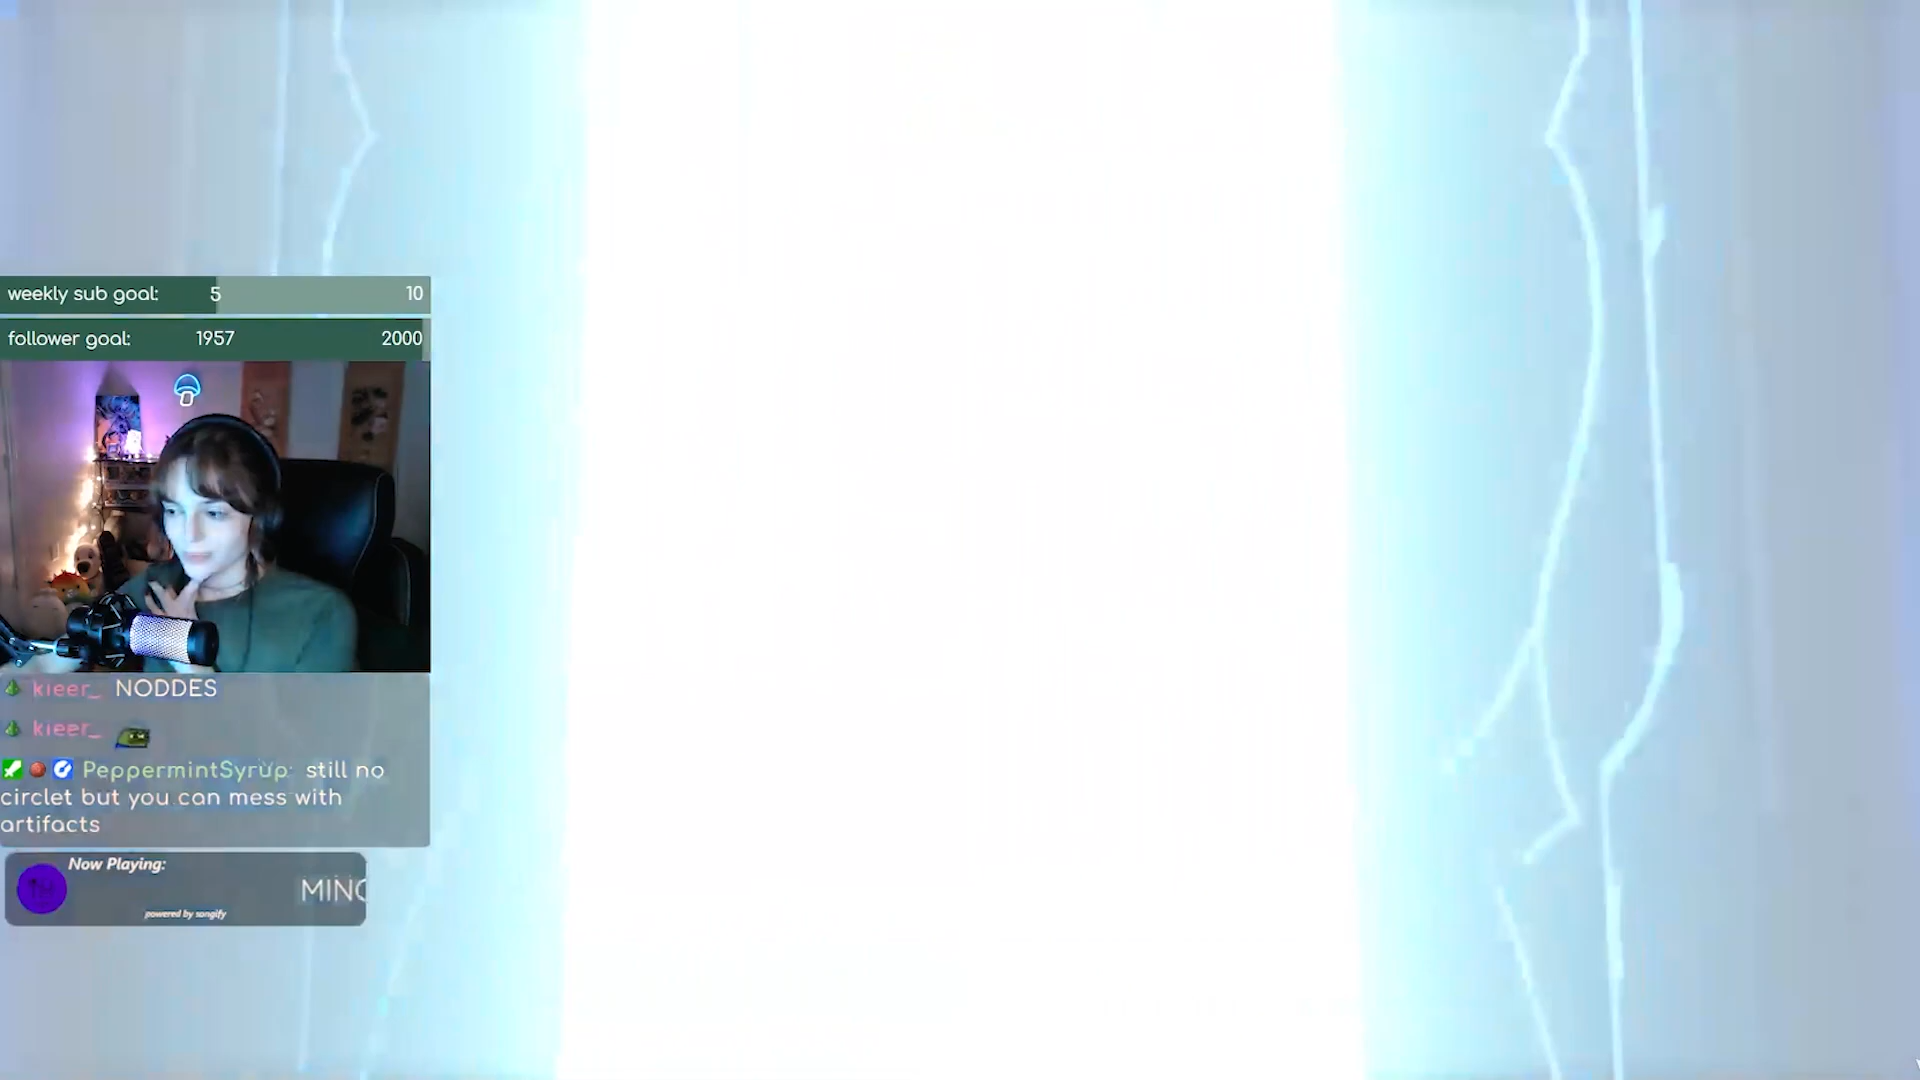 weekly sub goal: 5 10
follower goal: 1957 2000
kieer_ NODDES
kieer_
PeppermintSyrup: still no
circlet but you can mess with
artifacts
Now Playing:
MINC
powered by songify